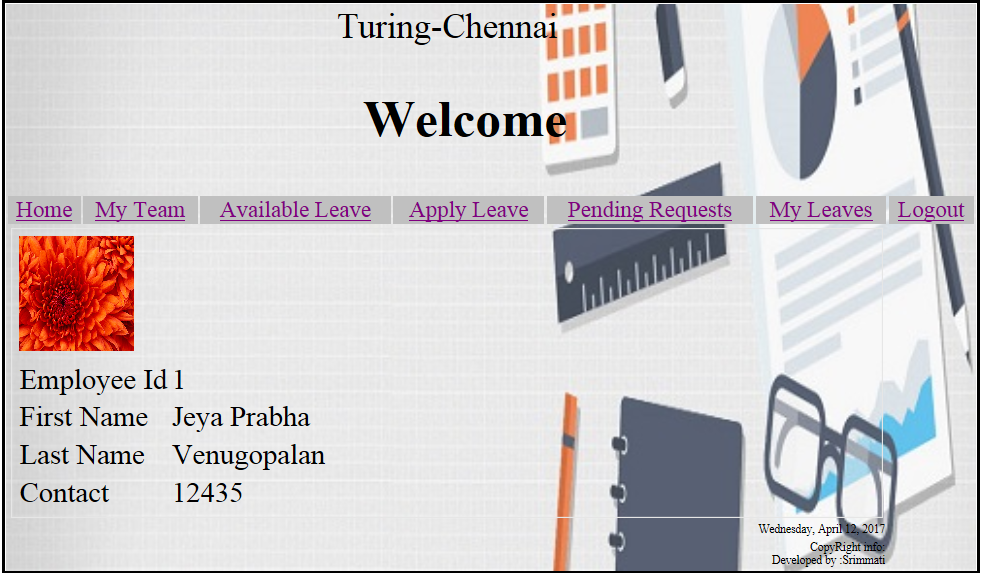 Turing-Chennai
Welcome
Home My Team Available Leave Apply Leave Pending Requests My Leaves Logout
Employee Id 1
First Name Jeya Prabha
Last Name Venugopalan
Contact 12435
Wednesday, April 12, 2017
CopyRight info:
Developed by :Srimmati